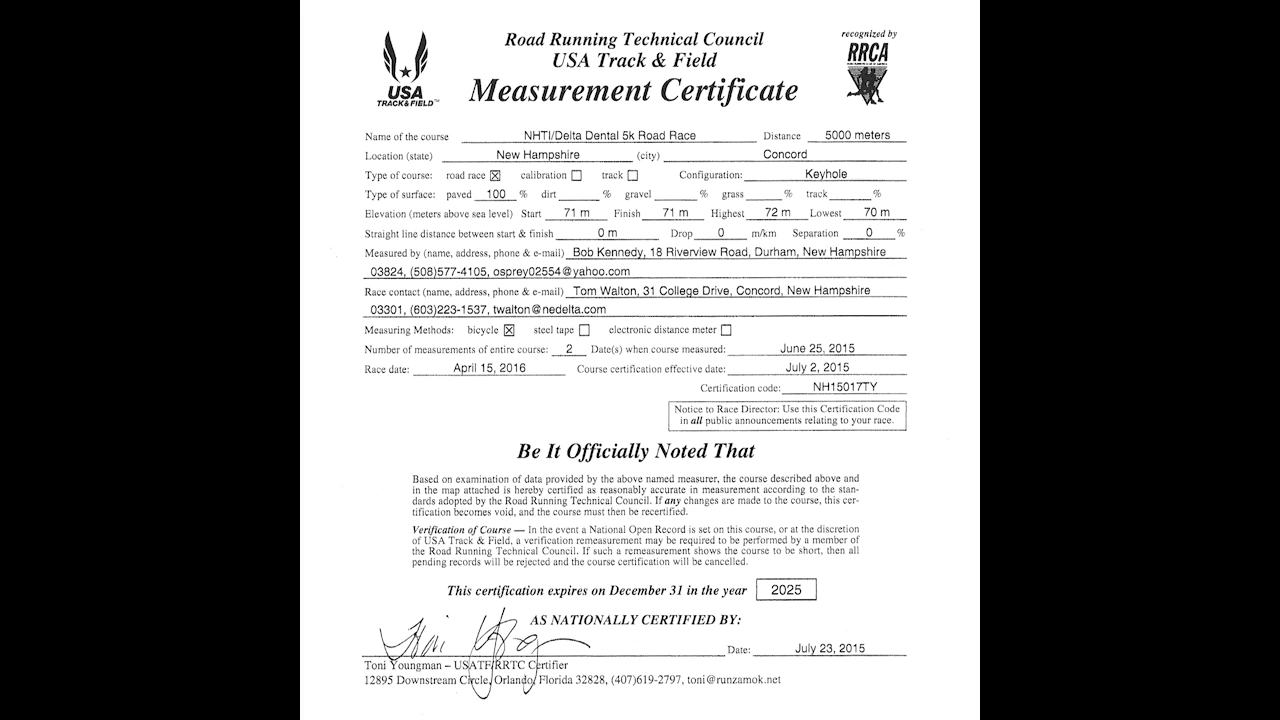 Road Running Technical Council
USA Track & Field
Measurement Certificate
USA
TRACK & FIELD™
recognized by
RRCA
Name of the course NHTI/Delta Dental 5k Road Race Distance 5000 meters
Location (state) New Hampshire (city) Concord
Type of course: road race ☒ calibration ☐ track ☐ Configuration: Keyhole
Type of surface: paved 100 % dirt % gravel % grass % track %
Elevation (meters above sea level) Start 71 m Finish 71 m Highest 72 m Lowest 70 m
Straight line distance between start & finish 0 m Drop 0 m/km Separation 0 %
Measured by (name, address, phone & e-mail) Bob Kennedy, 18 Riverview Road, Durham, New Hampshire
03824, (508)577-4105, osprey02554@yahoo.com
Race contact (name, address, phone & e-mail) Tom Walton, 31 College Drive, Concord, New Hampshire
03301, (603)223-1537, twalton@nedelta.com
Measuring Methods: bicycle ☒ steel tape ☐ electronic distance meter ☐
Number of measurements of entire course: 2 Date(s) when course measured: June 25, 2015
Race date: April 15, 2016 Course certification effective date: July 2, 2015
Certification code: NH15017TY
Notice to Race Director: Use this Certification Code
in all public announcements relating to your race.
Be It Officially Noted That
Based on examination of data provided by the above named measurer, the course described above and
in the map attached is hereby certified as reasonably accurate in measurement according to the stan-
dards adopted by the Road Running Technical Council. If any changes are made to the course, this cer-
tification becomes void, and the course must then be recertified.
Verification of Course — In the event a National Open Record is set on this course, or at the discretion
of USA Track & Field, a verification remeasurement may be required to be performed by a member of
the Road Running Technical Council. If such a remeasurement shows the course to be short, then all
pending records will be rejected and the course certification will be cancelled.
This certification expires on December 31 in the year 2025
AS NATIONALLY CERTIFIED BY:
Date: July 23, 2015
Toni Youngman – USATF/RRTC Certifier
12895 Downstream Circle, Orlando, Florida 32828, (407)619-2797, toni@runzamok.net